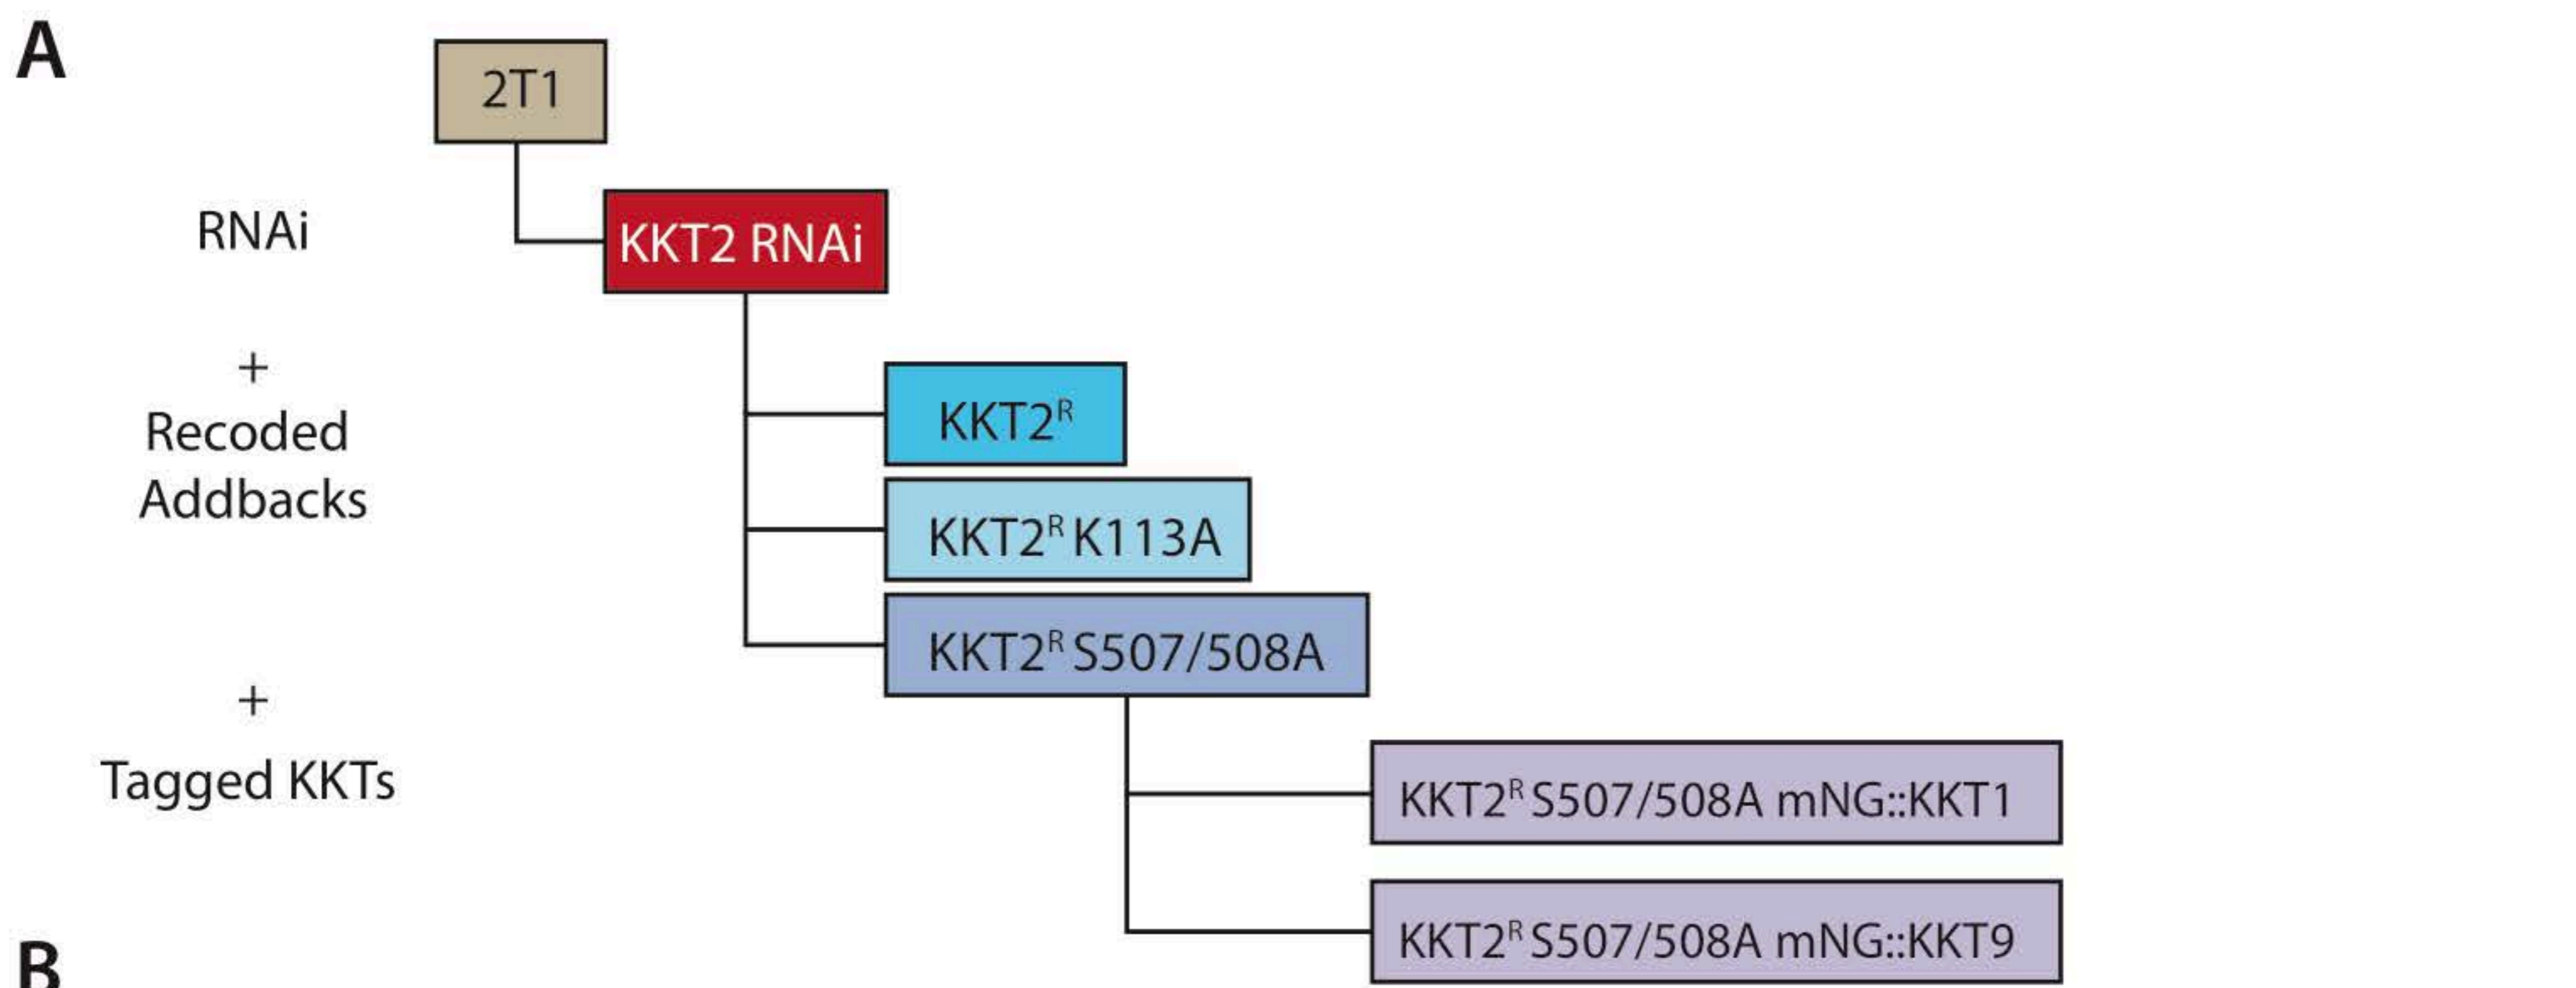 A
2T1
RNAi
KKT2 RNAi
+
Recoded
Addbacks
KKT2ᴿ
KKT2ᴿ K113A
KKT2ᴿ S507/508A
+
Tagged KKTs
KKT2ᴿ S507/508A mNG::KKT1
KKT2ᴿ S507/508A mNG::KKT9
B